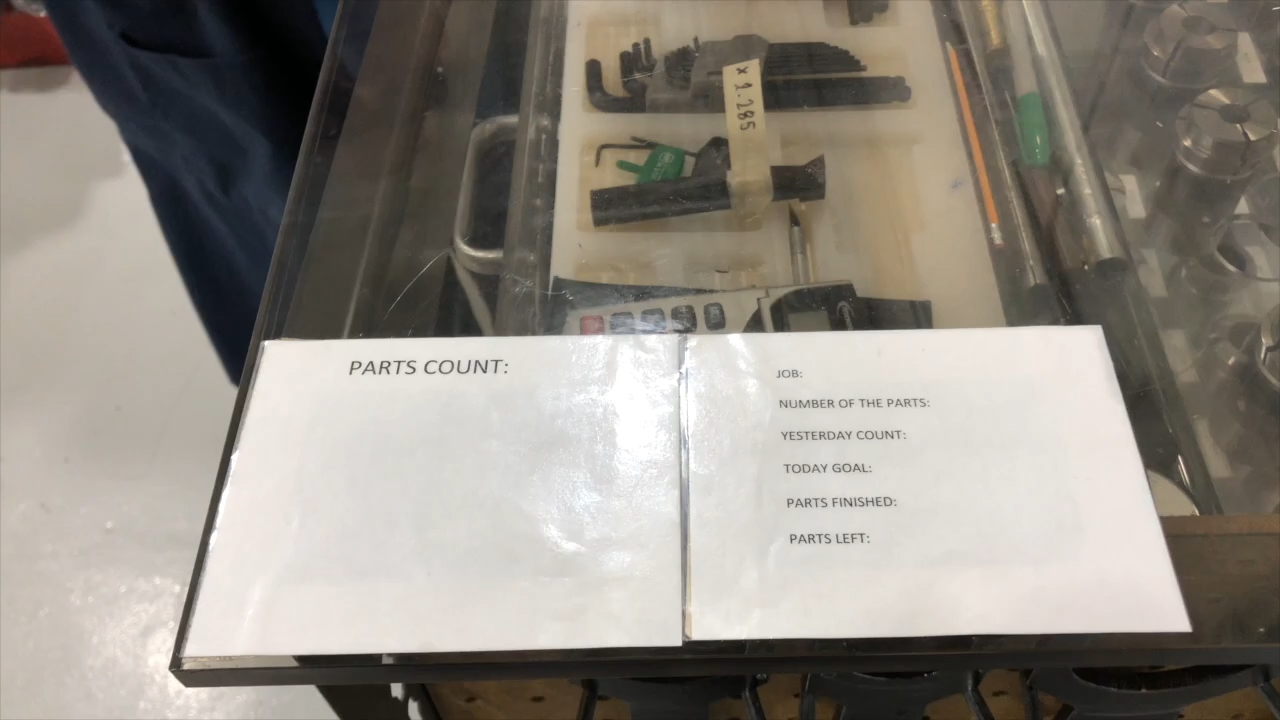 x 1.285
PARTS COUNT:
JOB:
NUMBER OF THE PARTS:
YESTERDAY COUNT:
TODAY GOAL:
PARTS FINISHED:
PARTS LEFT: